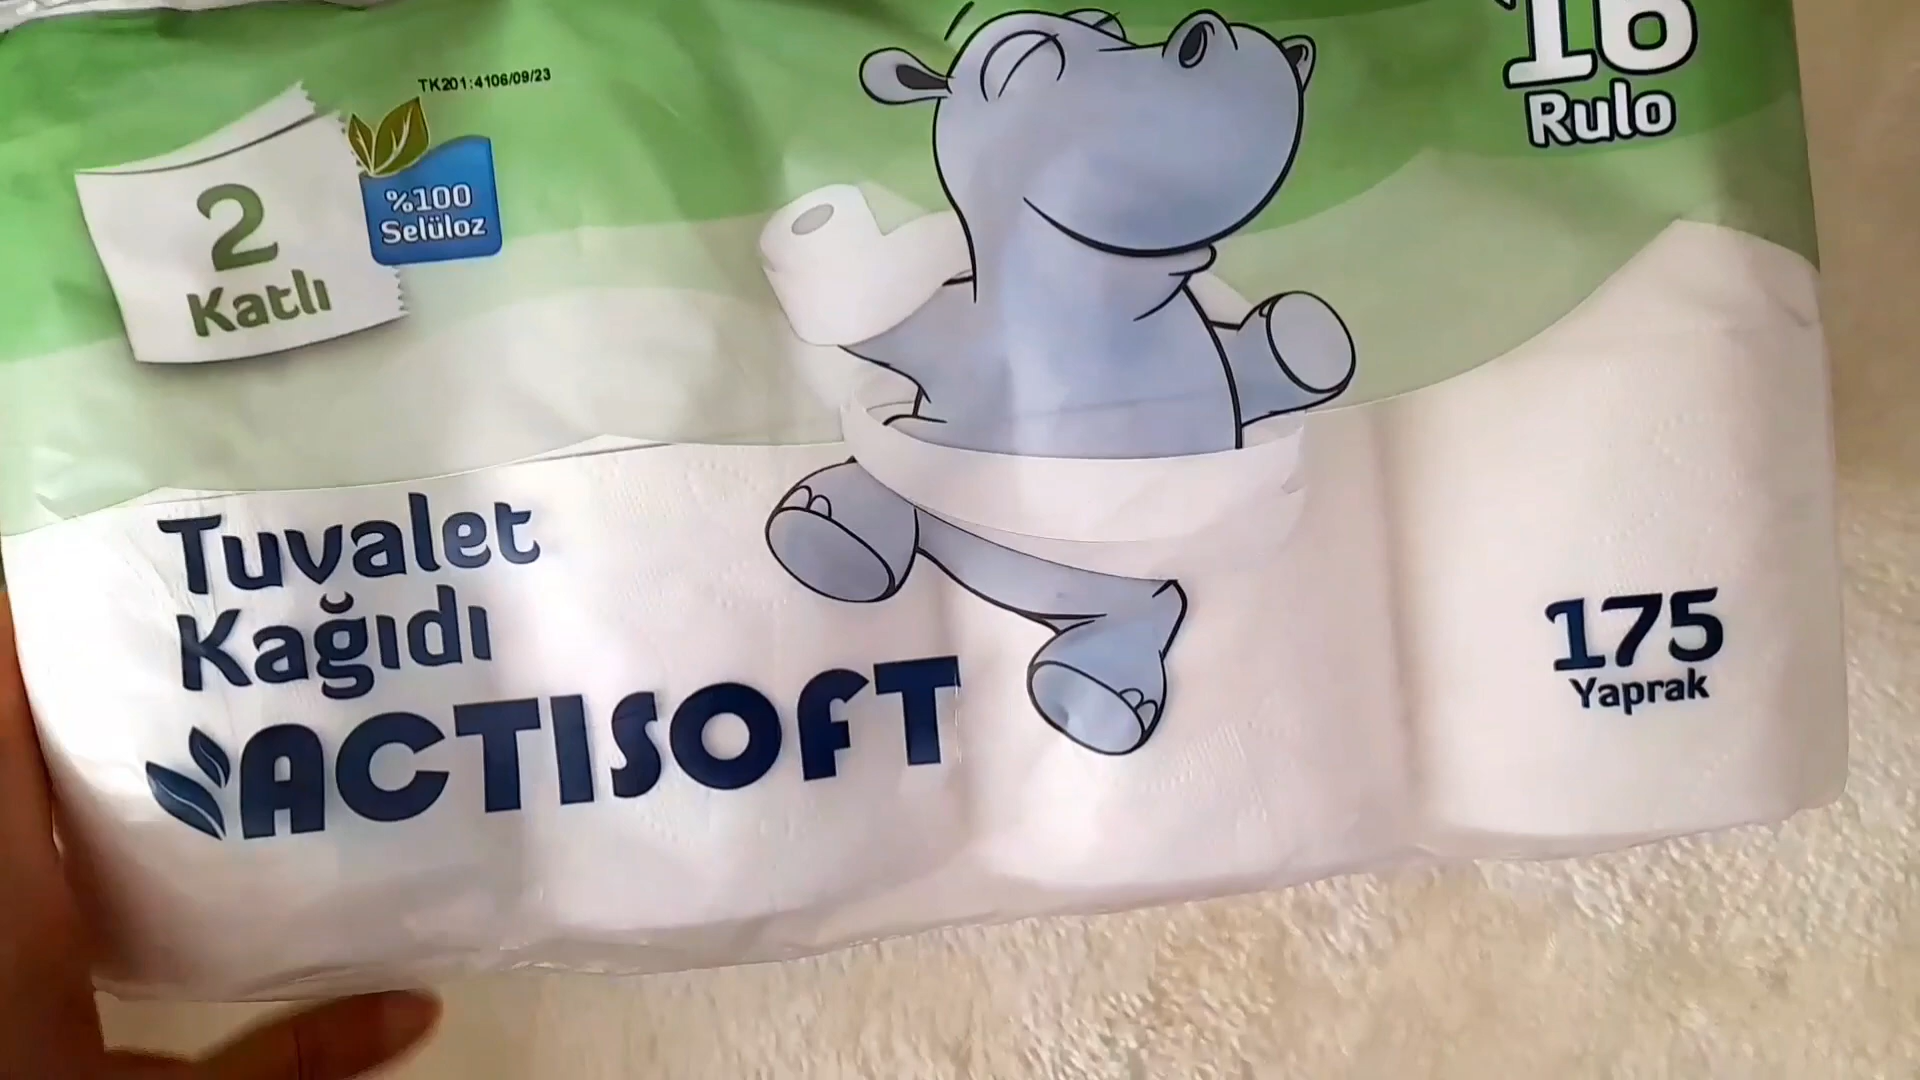 TK201:4106/09/23
16
Rulo
2
Katlı
%100
Selüloz
Tuvalet
Kağıdı
ACTISOFT
175
Yaprak